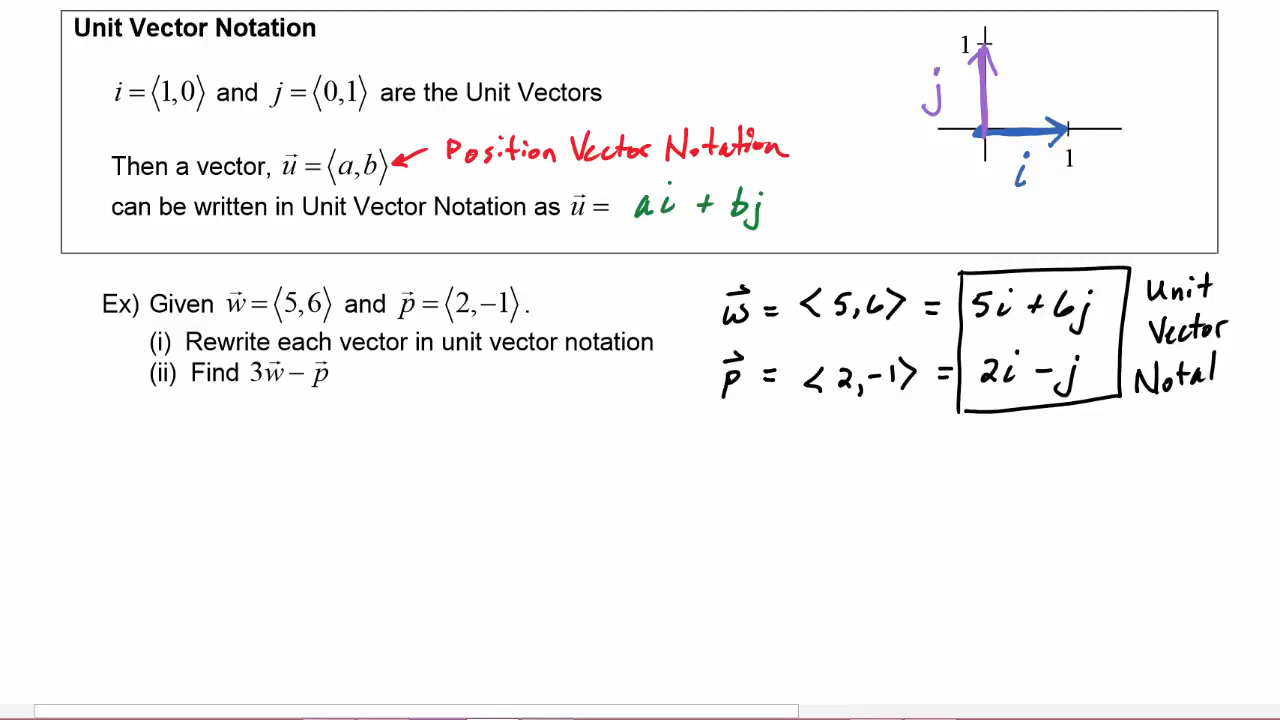 Unit Vector Notation
i = ⟨1,0⟩ and j = ⟨0,1⟩ are the Unit Vectors
1
j
i
1
Then a vector, u⃗ = ⟨a,b⟩ Position Vector Notation
can be written in Unit Vector Notation as u⃗ = ai + bj
Ex) Given w⃗ = ⟨5,6⟩ and p⃗ = ⟨2,−1⟩.
(i) Rewrite each vector in unit vector notation
(ii) Find 3w⃗ − p⃗
w⃗ = ⟨5,6⟩ = 5i + 6j
p⃗ = ⟨2,-1⟩ = 2i - j
Unit
Vector
Notat